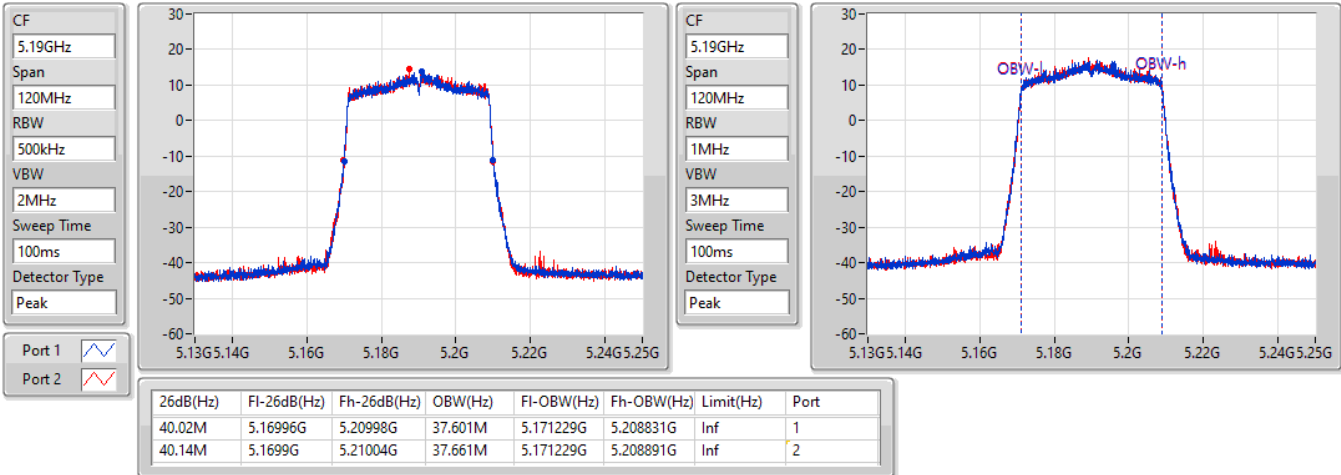 CF
5.19GHz
Span
120MHz
RBW
500kHz
VBW
2MHz
Sweep Time
100ms
Detector Type
Peak
Port 1
Port 2
30
20
10
0
-10
-20
-30
-40
-50
-60
5.13G 5.14G 5.16G 5.18G 5.2G 5.22G 5.24G 5.25G
CF
5.19GHz
Span
120MHz
RBW
1MHz
VBW
3MHz
Sweep Time
100ms
Detector Type
Peak
30
20
10
0
-10
-20
-30
-40
-50
-60
OBW-l OBW-h
5.13G 5.14G 5.16G 5.18G 5.2G 5.22G 5.24G 5.25G
26dB(Hz) Fl-26dB(Hz) Fh-26dB(Hz) OBW(Hz) Fl-OBW(Hz) Fh-OBW(Hz) Limit(Hz) Port
40.02M 5.16996G 5.20998G 37.601M 5.171229G 5.208831G Inf 1
40.14M 5.1699G 5.21004G 37.661M 5.171229G 5.208891G Inf 2